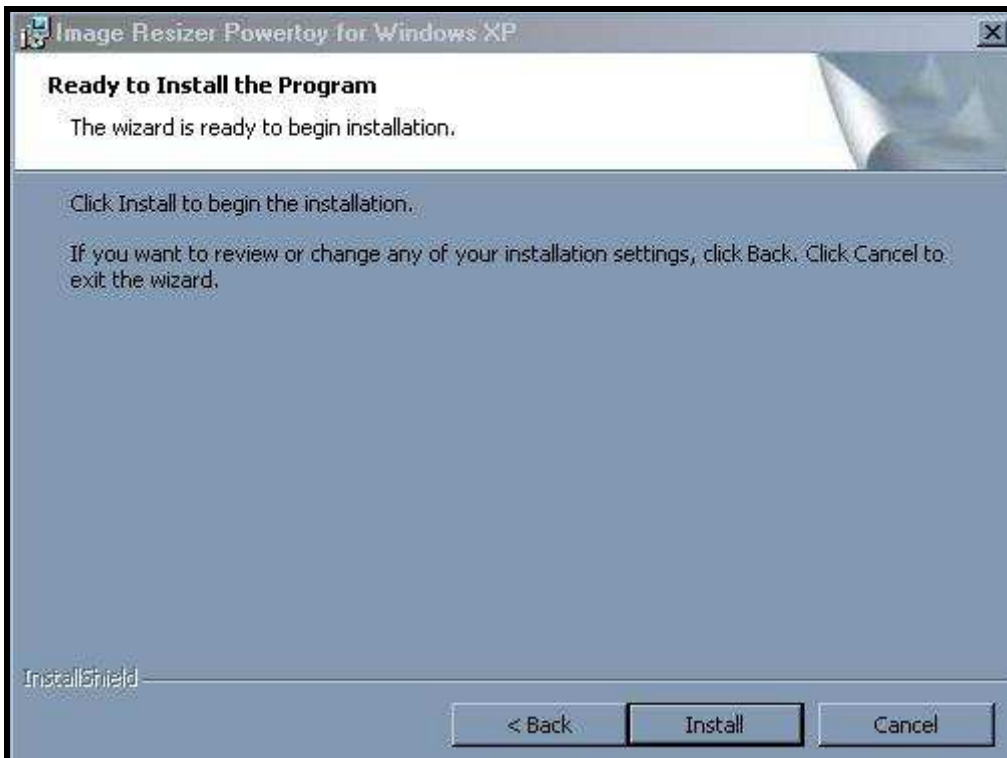 Image Resizer Powertoy for Windows XP
Ready to Install the Program
The wizard is ready to begin installation.
Click Install to begin the installation.
If you want to review or change any of your installation settings, click Back. Click Cancel to
exit the wizard.
InstallShield
< Back Install Cancel